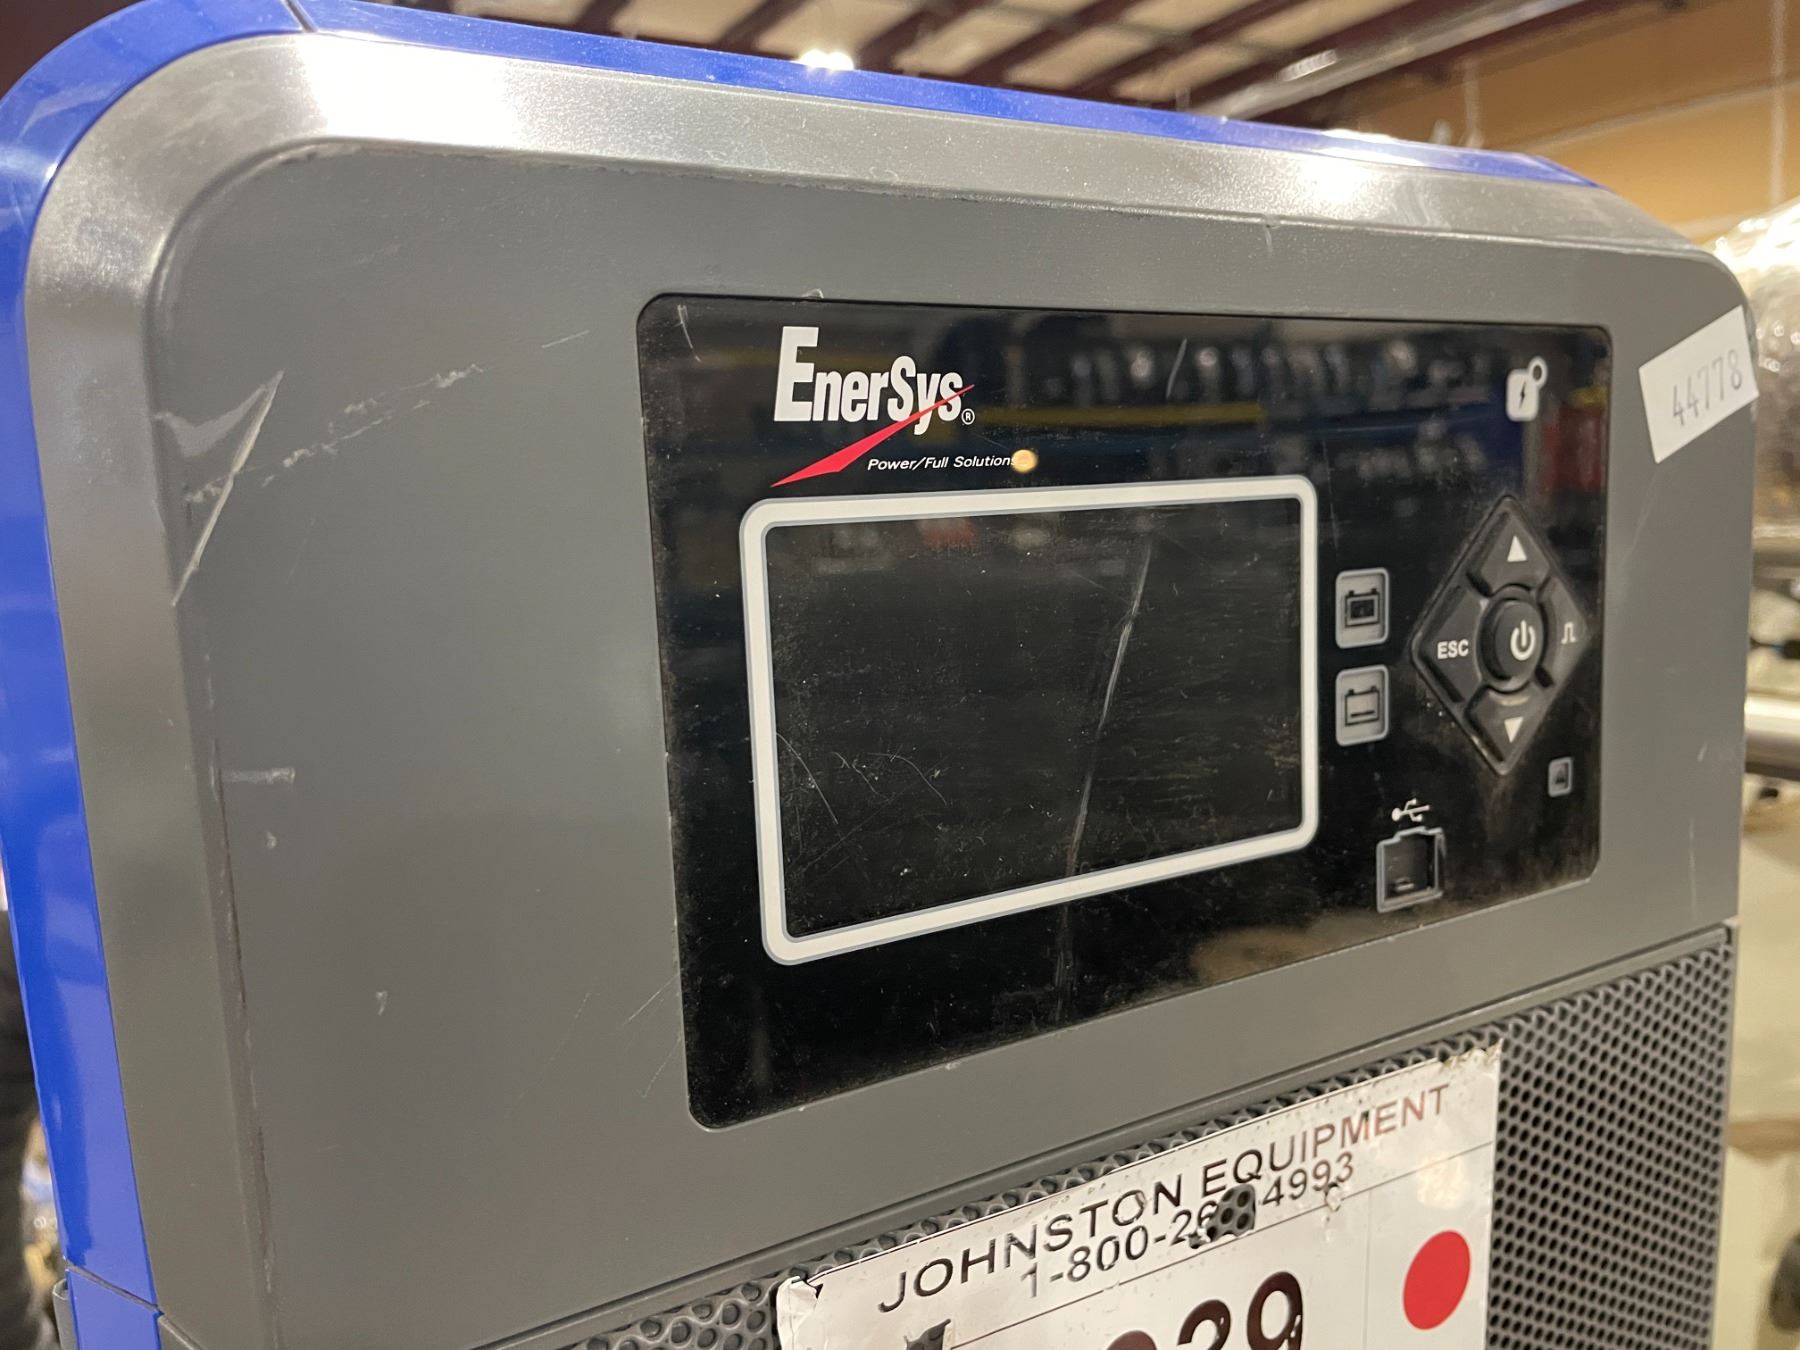 EnerSys®
Power/Full Solutions
44778
ESC
JOHNSTON EQUIPMENT